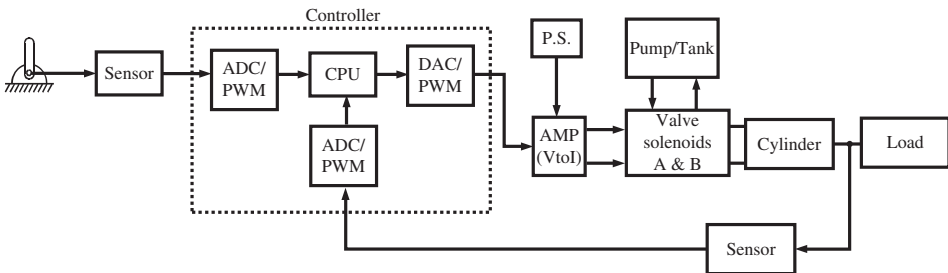 Controller
Sensor
ADC/
PWM
CPU
DAC/
PWM
ADC/
PWM
P.S.
AMP
(VtoI)
Pump/Tank
Valve
solenoids
A & B
Cylinder
Load
Sensor